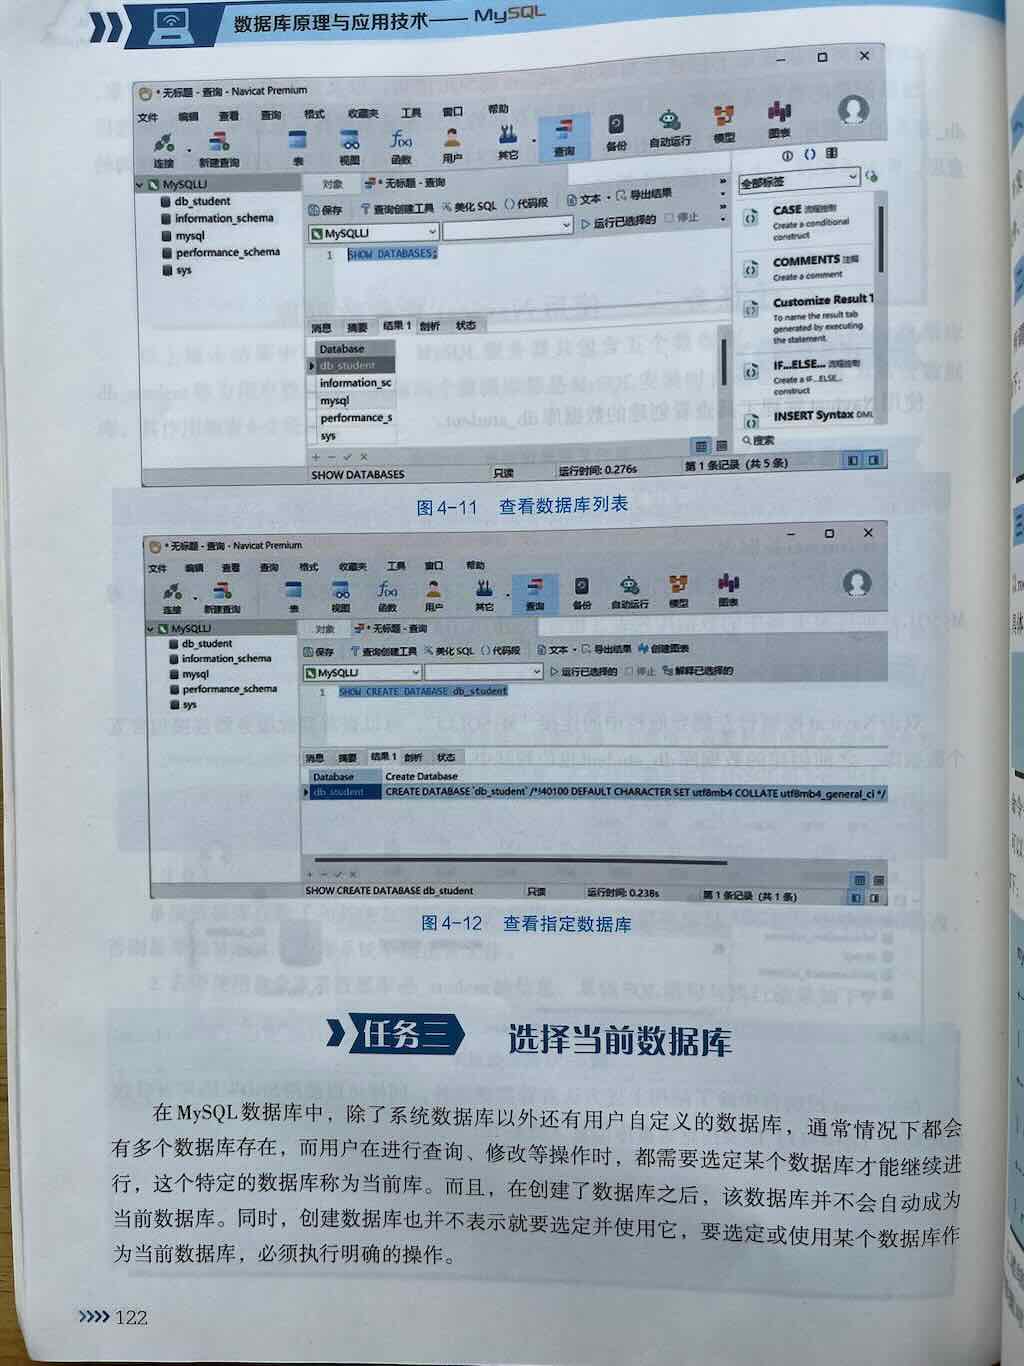 数据库原理与应用技术—— MySQL
* 无标题 - 查询 - Navicat Premium
文件 编辑 查看 查询 格式 收藏夹 工具 窗口 帮助
连接 新建查询 表 视图 函数 用户 其它 查询 备份 自动运行 模型 图表
MySQLLJ
db_student
information_schema
mysql
performance_schema
sys
对象 * 无标题 - 查询
保存 查询创建工具 美化 SQL () 代码段 文本 导出结果
MySQLLJ 运行已选择的 停止
1 SHOW DATABASES;
消息 摘要 结果 1 剖析 状态
Database
db_student
information_sc
mysql
performance_s
sys
全部标签
CASE 流程控制
Create a conditional
construct
COMMENTS 注释
Create a comment
Customize Result T
To name the result tab
generated by executing
the statement.
IF...ELSE... 流程控制
Create a IF...ELSE...
construct
INSERT Syntax DML
搜索
SHOW DATABASES 只读 运行时间: 0.276s 第 1 条记录 (共 5 条)
图 4-11 查看数据库列表
* 无标题 - 查询 - Navicat Premium
文件 编辑 查看 查询 格式 收藏夹 工具 窗口 帮助
连接 新建查询 表 视图 函数 用户 其它 查询 备份 自动运行 模型 图表
MySQLLJ
db_student
information_schema
mysql
performance_schema
sys
对象 * 无标题 - 查询
保存 查询创建工具 美化 SQL () 代码段 文本 导出结果 创建图表
MySQLLJ 运行已选择的 停止 解释已选择的
1 SHOW CREATE DATABASE db_student
消息 摘要 结果 1 剖析 状态
Database Create Database
db_student CREATE DATABASE `db_student` /*!40100 DEFAULT CHARACTER SET utf8mb4 COLLATE utf8mb4_general_ci */
SHOW CREATE DATABASE db_student 只读 运行时间: 0.238s 第 1 条记录 (共 1 条)
图 4-12 查看指定数据库
任务三 选择当前数据库
在 MySQL 数据库中，除了系统数据库以外还有用户自定义的数据库，通常情况下都会
有多个数据库存在，而用户在进行查询、修改等操作时，都需要选定某个数据库才能继续进
行，这个特定的数据库称为当前库。而且，在创建了数据库之后，该数据库并不会自动成为
当前数据库。同时，创建数据库也并不表示就要选定并使用它，要选定或使用某个数据库作
为当前数据库，必须执行明确的操作。
122